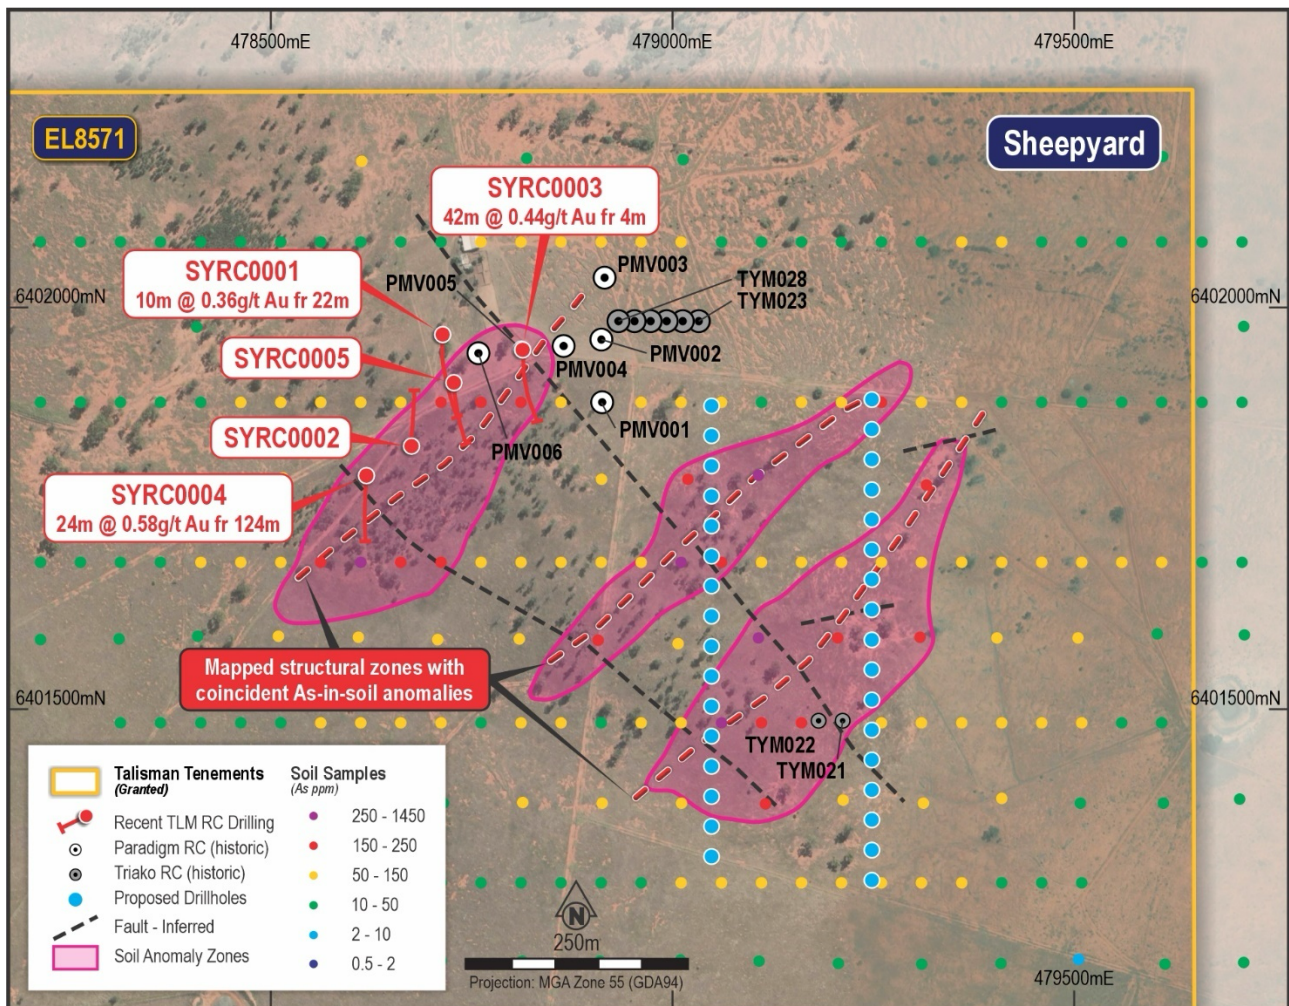 478500mE
479000mE
479500mE
EL8571
Sheepyard
SYRC0003
42m @ 0.44g/t Au fr 4m
SYRC0001
10m @ 0.36g/t Au fr 22m
PMV005
PMV003
TYM028
TYM023
6402000mN
6402000mN
SYRC0005
PMV004
PMV002
SYRC0002
PMV006
PMV001
SYRC0004
24m @ 0.58g/t Au fr 124m
Mapped structural zones with
coincident As-in-soil anomalies
6401500mN
6401500mN
TYM022
TYM021
Talisman Tenements
(Granted)
Recent TLM RC Drilling
Paradigm RC (historic)
Triako RC (historic)
Proposed Drillholes
Fault - Inferred
Soil Anomaly Zones
Soil Samples
(As ppm)
250 - 1450
150 - 250
50 - 150
10 - 50
2 - 10
0.5 - 2
N
250m
Projection: MGA Zone 55 (GDA94)
479500mE